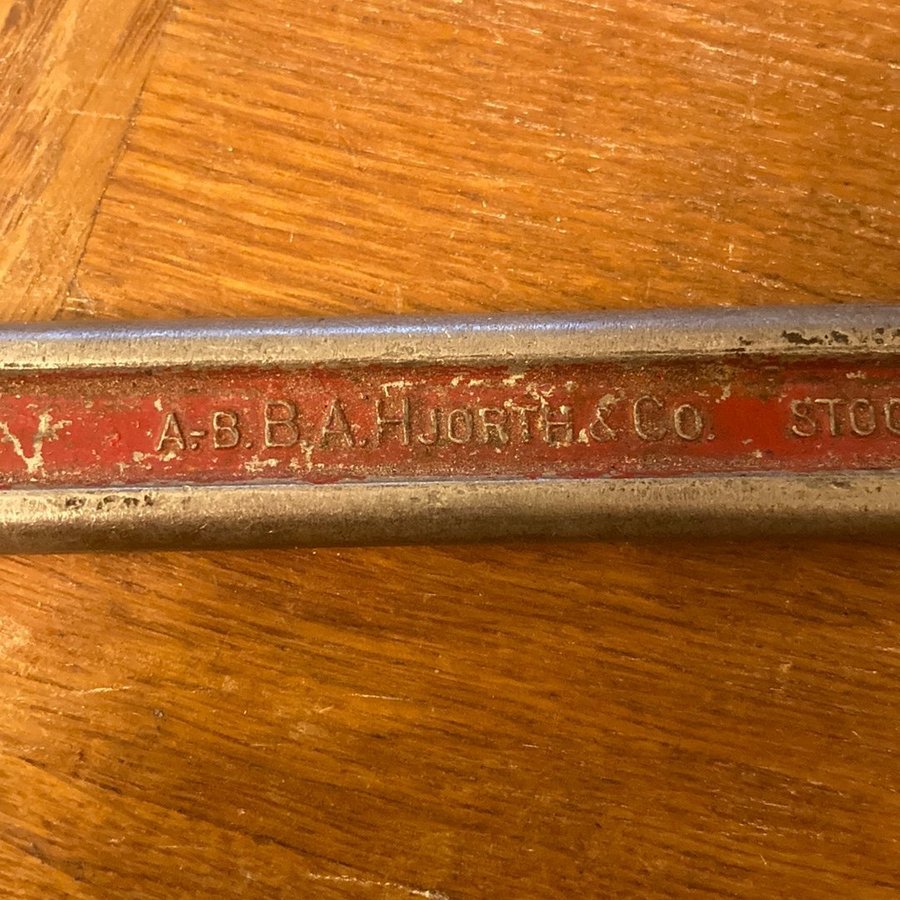 A.-B. B.A. HJORTH & CO. STOC